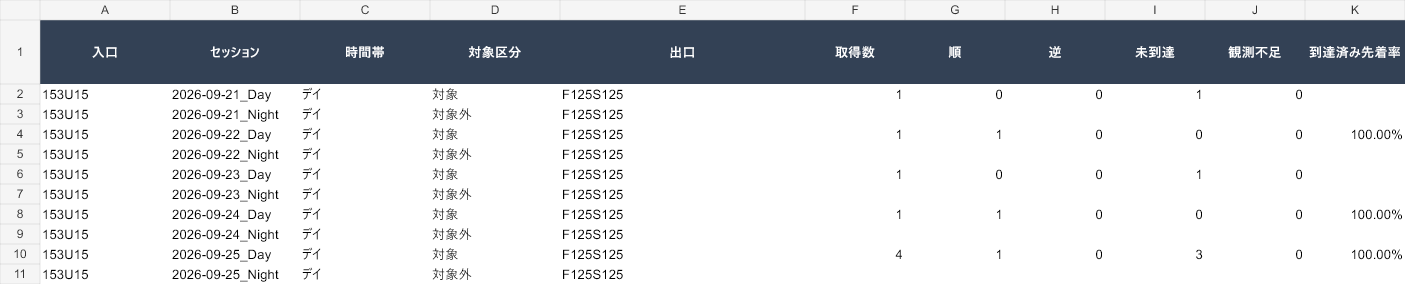 A B C D E F G H I J K
1 入口 セッション 時間帯 対象区分 出口 取得数 順 逆 未到達 観測不足 到達済み先着率
2 153U15 2026-09-21_Day デイ 対象 F125S125 1 0 0 1 0
3 153U15 2026-09-21_Night デイ 対象外 F125S125
4 153U15 2026-09-22_Day デイ 対象 F125S125 1 1 0 0 0 100.00%
5 153U15 2026-09-22_Night デイ 対象外 F125S125
6 153U15 2026-09-23_Day デイ 対象 F125S125 1 0 0 1 0
7 153U15 2026-09-23_Night デイ 対象外 F125S125
8 153U15 2026-09-24_Day デイ 対象 F125S125 1 1 0 0 0 100.00%
9 153U15 2026-09-24_Night デイ 対象外 F125S125
10 153U15 2026-09-25_Day デイ 対象 F125S125 4 1 0 3 0 100.00%
11 153U15 2026-09-25_Night デイ 対象外 F125S125